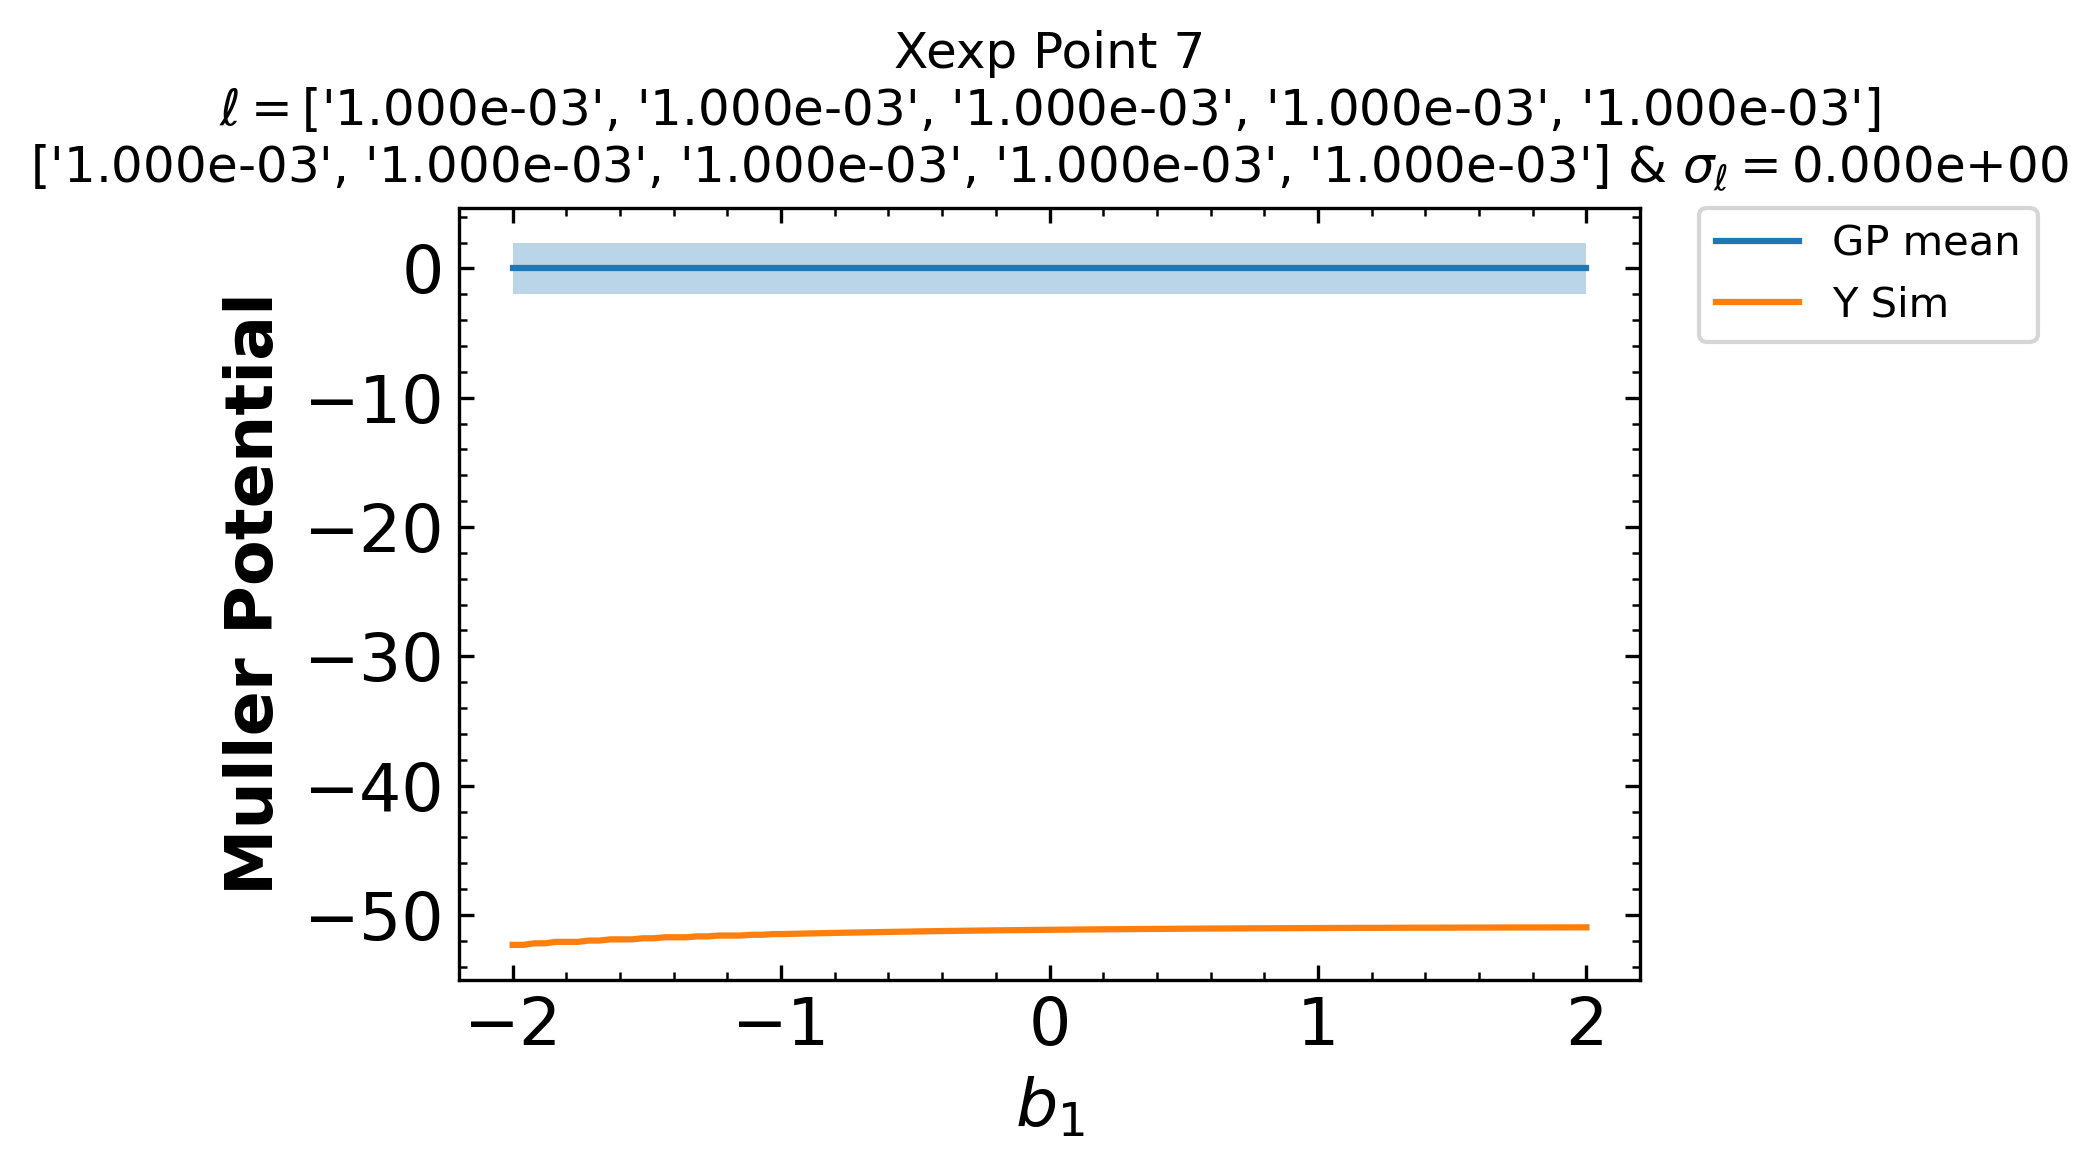 Xexp Point 7
ℓ = ['1.000e-03', '1.000e-03', '1.000e-03', '1.000e-03', '1.000e-03']
['1.000e-03', '1.000e-03', '1.000e-03', '1.000e-03', '1.000e-03'] & σℓ = 0.000e+00
GP mean
Y Sim
Muller Potential
0
−10
−20
−30
−40
−50
−2
−1
0
1
2
b₁